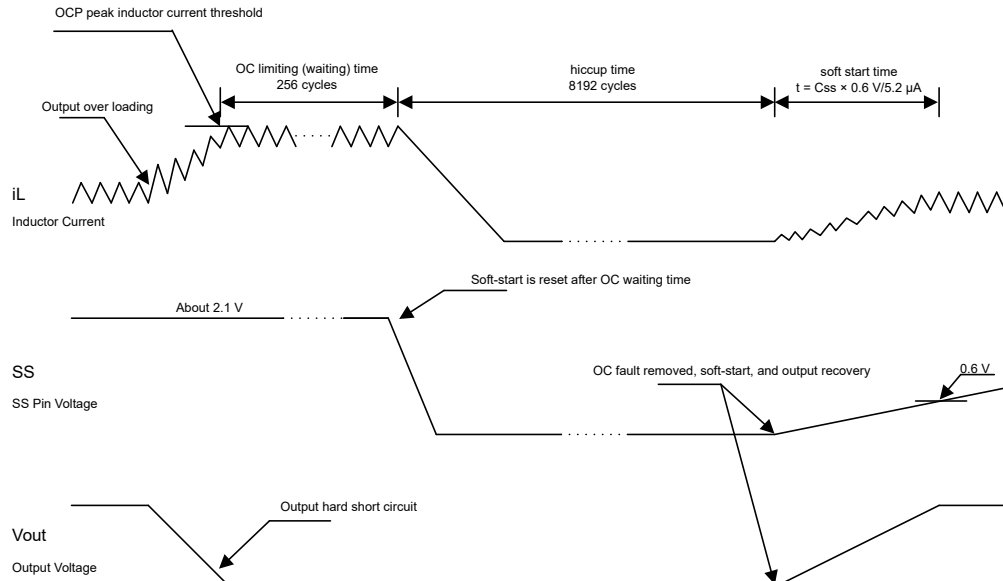 OCP peak inductor current threshold
OC limiting (waiting) time
256 cycles
hiccup time
8192 cycles
soft start time
t = Css × 0.6 V/5.2 µA
Output over loading
iL
Inductor Current
Soft-start is reset after OC waiting time
About 2.1 V
SS
SS Pin Voltage
OC fault removed, soft-start, and output recovery
0.6 V
Output hard short circuit
Vout
Output Voltage